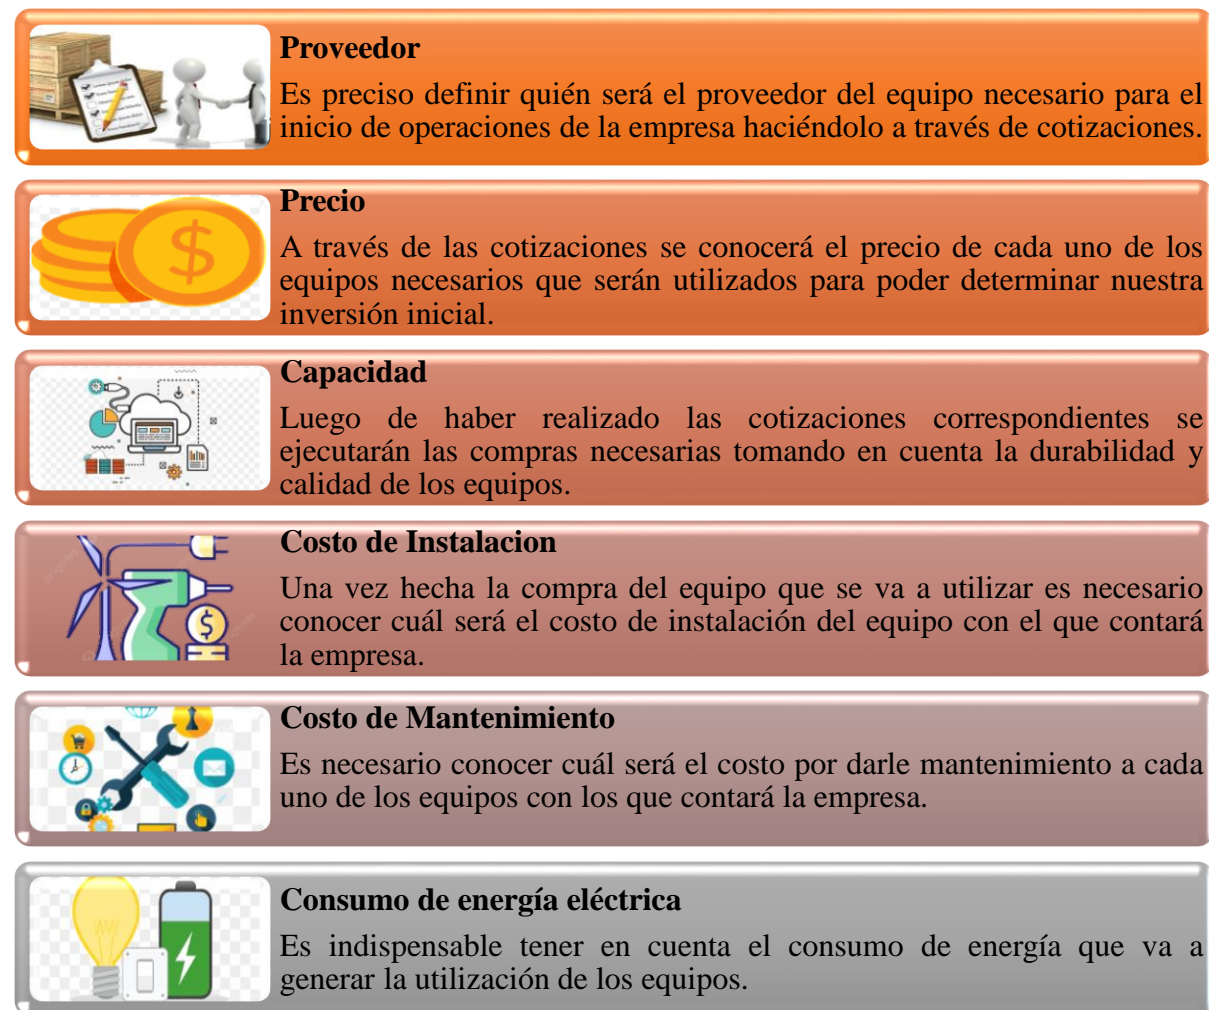 Proveedor
Es preciso definir quién será el proveedor del equipo necesario para el
inicio de operaciones de la empresa haciéndolo a través de cotizaciones.
Precio
A través de las cotizaciones se conocerá el precio de cada uno de los
equipos necesarios que serán utilizados para poder determinar nuestra
inversión inicial.
Capacidad
Luego de haber realizado las cotizaciones correspondientes se
ejecutarán las compras necesarias tomando en cuenta la durabilidad y
calidad de los equipos.
Costo de Instalacion
Una vez hecha la compra del equipo que se va a utilizar es necesario
conocer cuál será el costo de instalación del equipo con el que contará
la empresa.
Costo de Mantenimiento
Es necesario conocer cuál será el costo por darle mantenimiento a cada
uno de los equipos con los que contará la empresa.
Consumo de energía eléctrica
Es indispensable tener en cuenta el consumo de energía que va a
generar la utilización de los equipos.